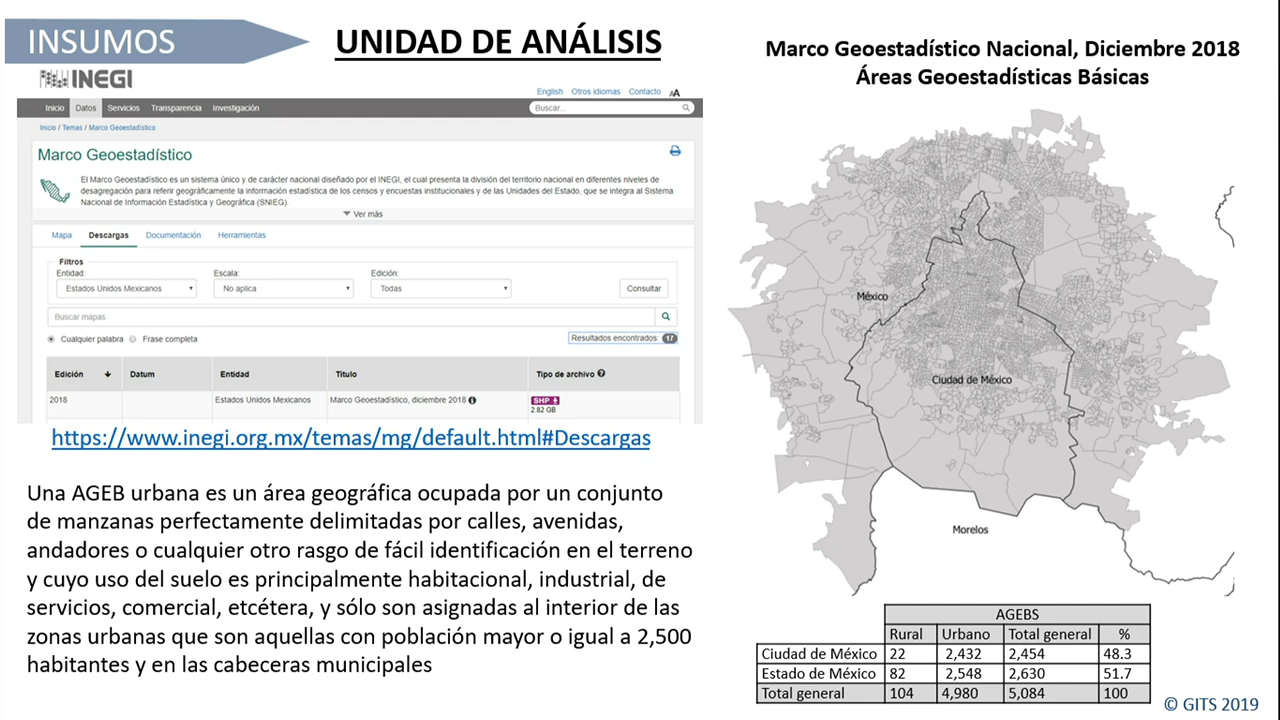 INSUMOS
UNIDAD DE ANÁLISIS
INEGI
English Otros idiomas Contacto AA
Inicio Datos Servicios Transparencia Investigación
Buscar...
Inicio / Temas / Marco Geoestadístico
Marco Geoestadístico
El Marco Geoestadístico es un sistema único y de carácter nacional diseñado por el INEGI, el cual presenta la división del territorio nacional en diferentes niveles de
desagregación para referir geográficamente la información estadística de los censos y encuestas institucionales y de las Unidades del Estado, que se integra al Sistema
Nacional de Información Estadística y Geográfica (SNIEG).
Ver más
Mapa Descargas Documentación Herramientas
Filtros
Entidad: Escala: Edición:
Estados Unidos Mexicanos No aplica Todas Consultar
Buscar mapas
Cualquier palabra Frase completa Resultados encontrados: 17
Edición Datum Entidad Titulo Tipo de archivo
2018 Estados Unidos Mexicanos Marco Geoestadístico, diciembre 2018 SHP
2.82 GB
https://www.inegi.org.mx/temas/mg/default.html#Descargas
Una AGEB urbana es un área geográfica ocupada por un conjunto
de manzanas perfectamente delimitadas por calles, avenidas,
andadores o cualquier otro rasgo de fácil identificación en el terreno
y cuyo uso del suelo es principalmente habitacional, industrial, de
servicios, comercial, etcétera, y sólo son asignadas al interior de las
zonas urbanas que son aquellas con población mayor o igual a 2,500
habitantes y en las cabeceras municipales
Marco Geoestadístico Nacional, Diciembre 2018
Áreas Geoestadísticas Básicas
México
Ciudad de México
Morelos
AGEBS
Rural Urbano Total general %
Ciudad de México 22 2,432 2,454 48.3
Estado de México 82 2,548 2,630 51.7
Total general 104 4,980 5,084 100
© GITS 2019